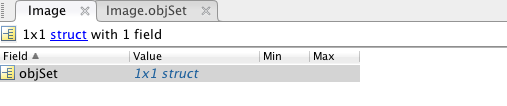 Image × Image.objSet ×
1x1 struct with 1 field
Field ▲ Value Min Max
objSet 1x1 struct